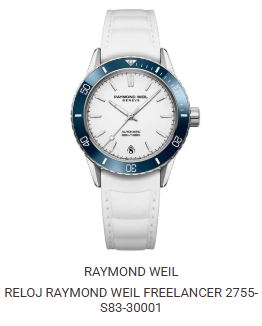 RAYMOND WEIL
GENEVE
AUTOMATIC
RAYMOND WEIL
RELOJ RAYMOND WEIL FREELANCER 2755-
S83-30001